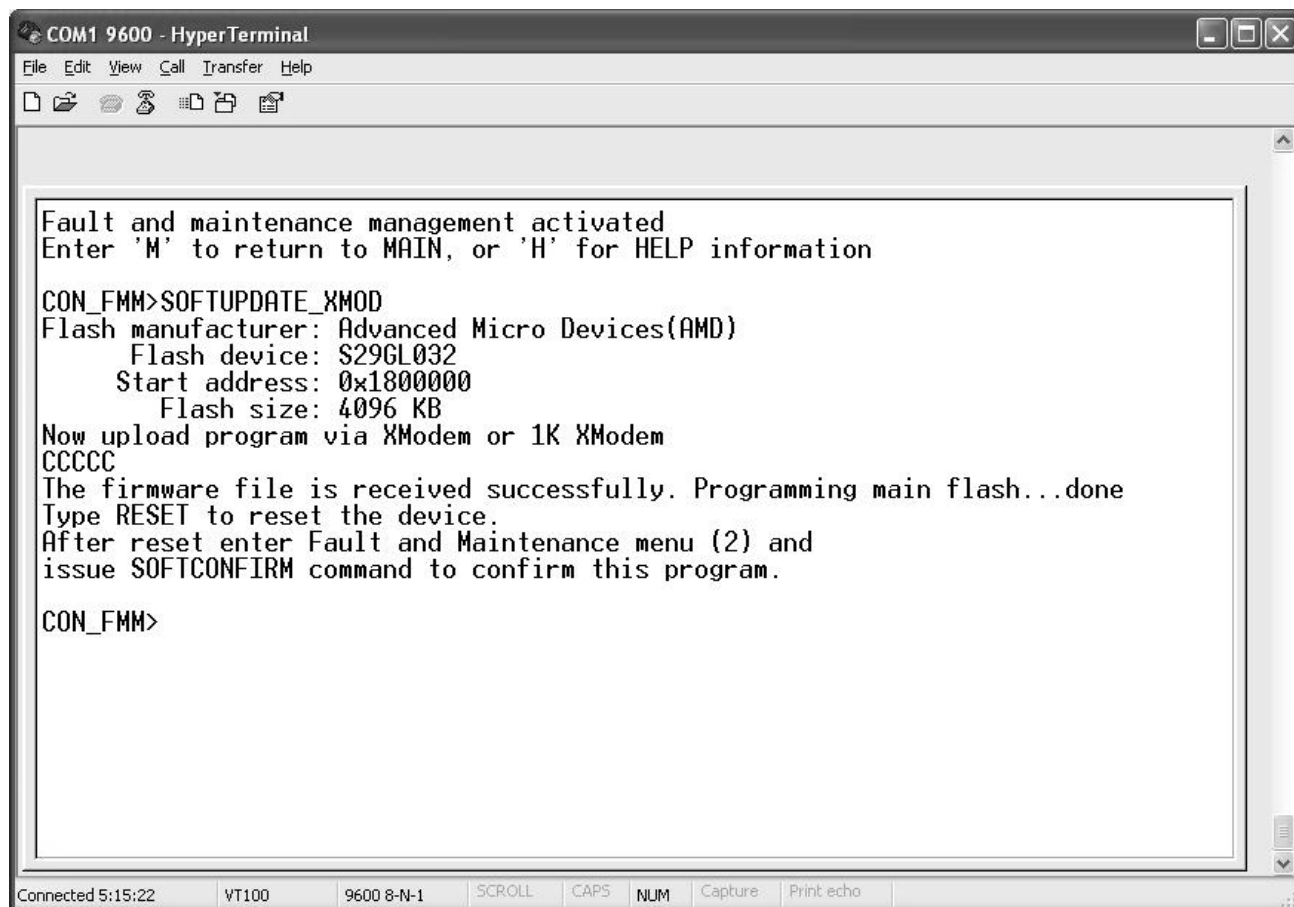 COM1 9600 - HyperTerminal
File Edit View Call Transfer Help
Fault and maintenance management activated
Enter 'M' to return to MAIN, or 'H' for HELP information
CON_FMM>SOFTUPDATE_XMOD
Flash manufacturer: Advanced Micro Devices(AMD)
Flash device: S29GL032
Start address: 0x1800000
Flash size: 4096 KB
Now upload program via XModem or 1K XModem
CCCCC
The firmware file is received successfully. Programming main flash...done
Type RESET to reset the device.
After reset enter Fault and Maintenance menu (2) and
issue SOFTCONFIRM command to confirm this program.
CON_FMM>
Connected 5:15:22 VT100 9600 8-N-1 SCROLL CAPS NUM Capture Print echo